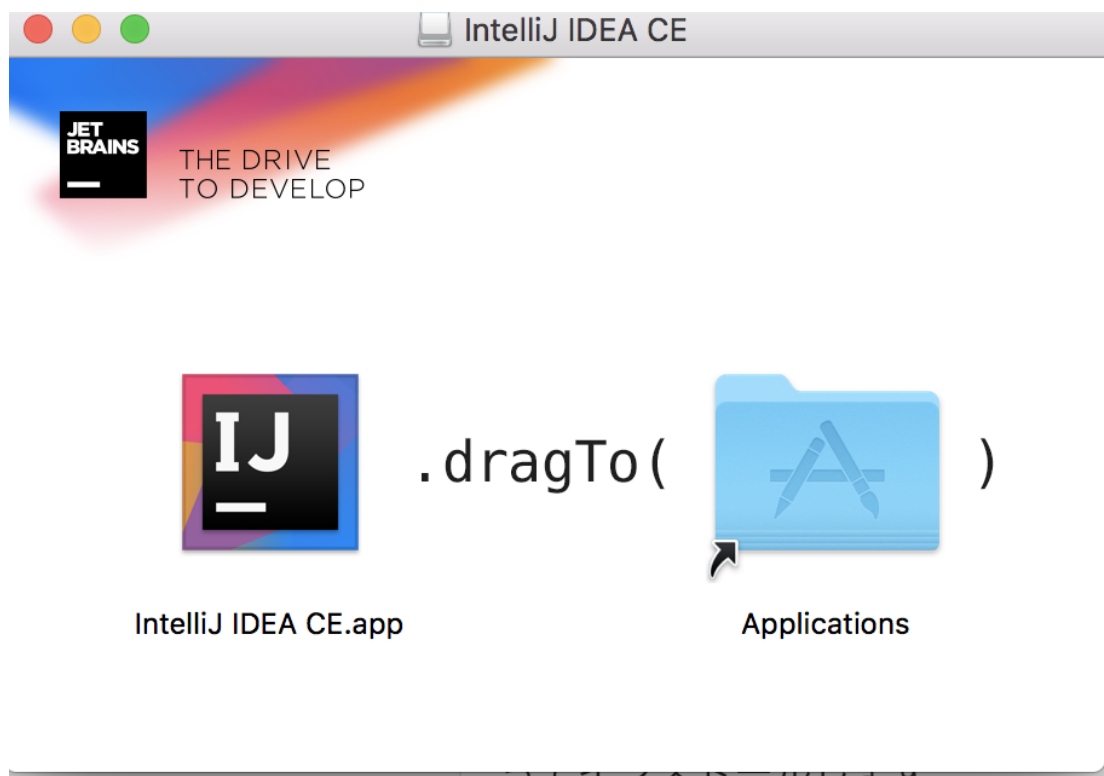 IntelliJ IDEA CE
JET
BRAINS
THE DRIVE
TO DEVELOP
IJ
.dragTo( )
IntelliJ IDEA CE.app
Applications